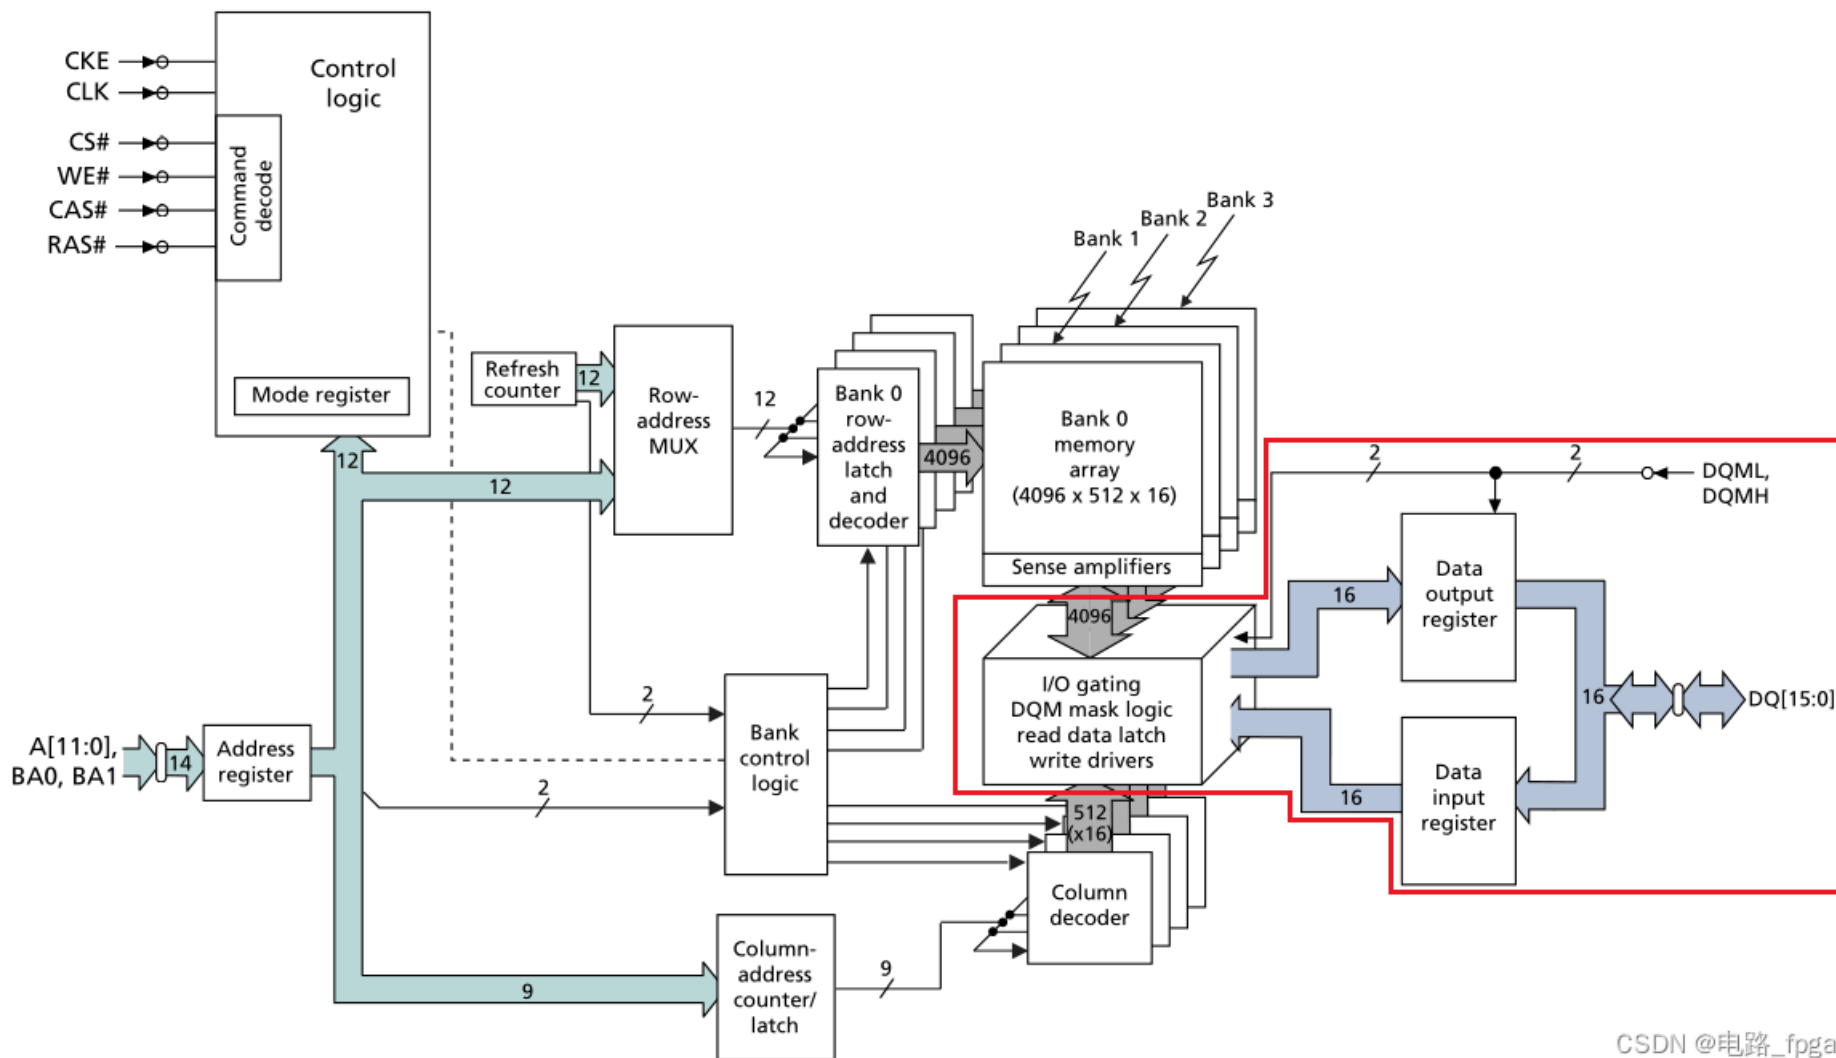 CKE
CLK
CS#
WE#
CAS#
RAS#
Control
logic
Command
decode
Mode register
12
12
Refresh
counter
12
Row-
address
MUX
12
Bank 0
row-
address
latch
and
decoder
4096
Bank 1
Bank 2
Bank 3
Bank 0
memory
array
(4096 x 512 x 16)
Sense amplifiers
4096
I/O gating
DQM mask logic
read data latch
write drivers
2
2
DQML,
DQMH
16
Data
output
register
16
DQ[15:0]
16
Data
input
register
A[11:0],
BA0, BA1
14
Address
register
2
2
Bank
control
logic
512
(x16)
Column
decoder
9
Column-
address
counter/
latch
9
CSDN @电路_fpga